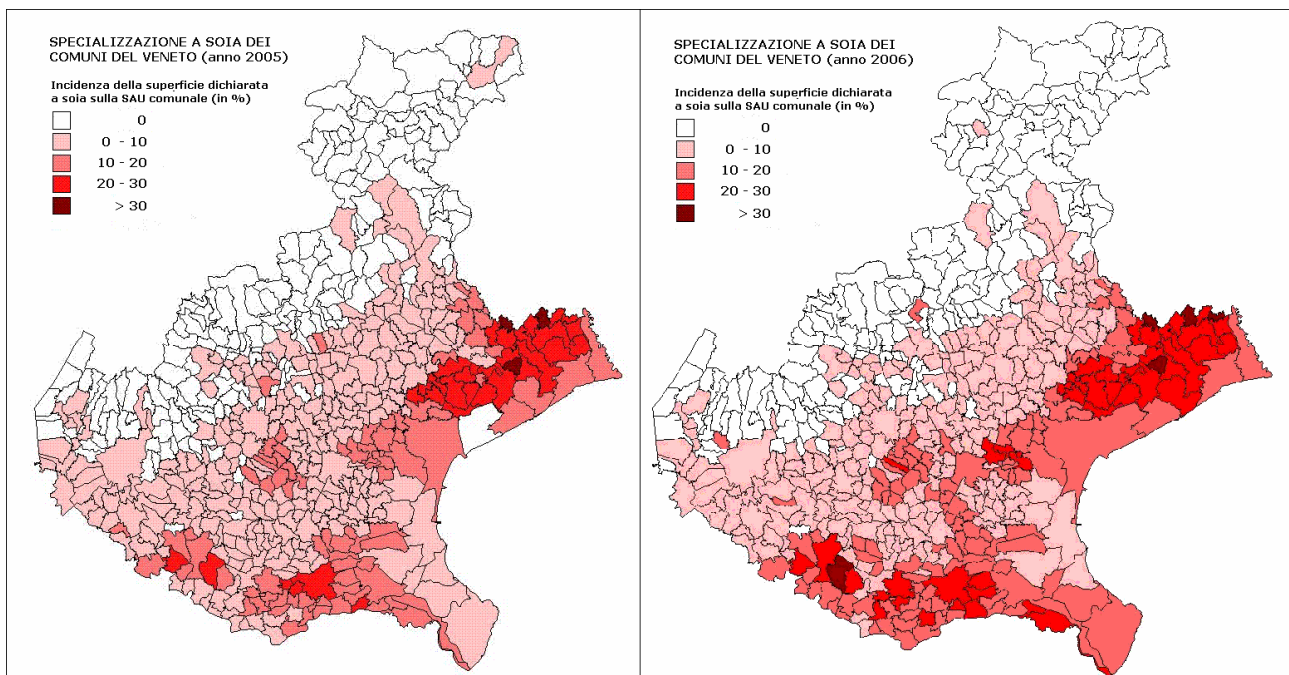 SPECIALIZZAZIONE A SOIA DEI
COMUNI DEL VENETO (anno 2005)
Incidenza della superficie dichiarata
a soia sulla SAU comunale (in %)
0
0 - 10
10 - 20
20 - 30
> 30
SPECIALIZZAZIONE A SOIA DEI
COMUNI DEL VENETO (anno 2006)
Incidenza della superficie dichiarata
a soia sulla SAU comunale (in %)
0
0 - 10
10 - 20
20 - 30
> 30